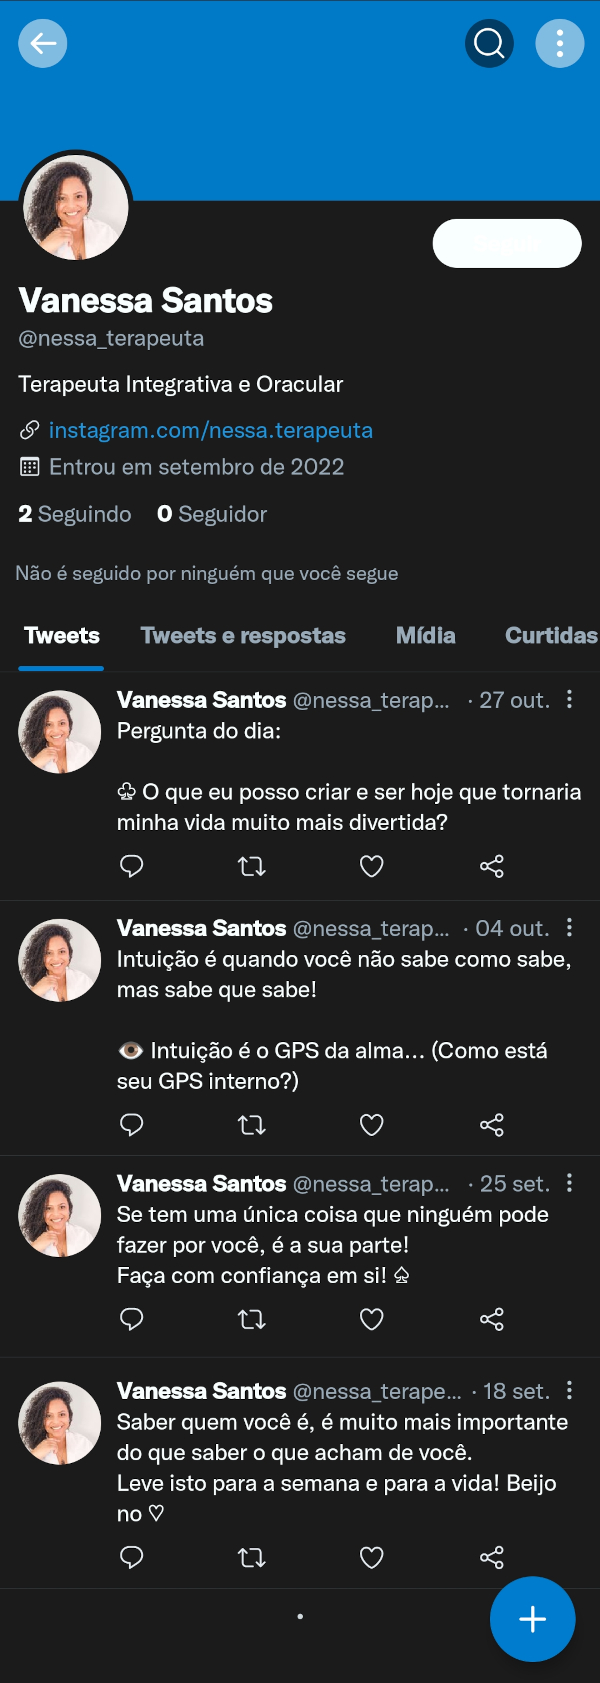 Vanessa Santos
@nessa_terapeuta
Terapeuta Integrativa e Oracular
instagram.com/nessa.terapeuta
Entrou em setembro de 2022
2 Seguindo 0 Seguidor
Não é seguido por ninguém que você segue
Tweets Tweets e respostas Mídia Curtidas
Vanessa Santos @nessa_terap... · 27 out.
Pergunta do dia:
♧ O que eu posso criar e ser hoje que tornaria
minha vida muito mais divertida?
Vanessa Santos @nessa_terap... · 04 out.
Intuição é quando você não sabe como sabe,
mas sabe que sabe!
👁️ Intuição é o GPS da alma... (Como está
seu GPS interno?)
Vanessa Santos @nessa_terap... · 25 set.
Se tem uma única coisa que ninguém pode
fazer por você, é a sua parte!
Faça com confiança em si! ♤
Vanessa Santos @nessa_terape... · 18 set.
Saber quem você é, é muito mais importante
do que saber o que acham de você.
Leve isto para a semana e para a vida! Beijo
no ♡